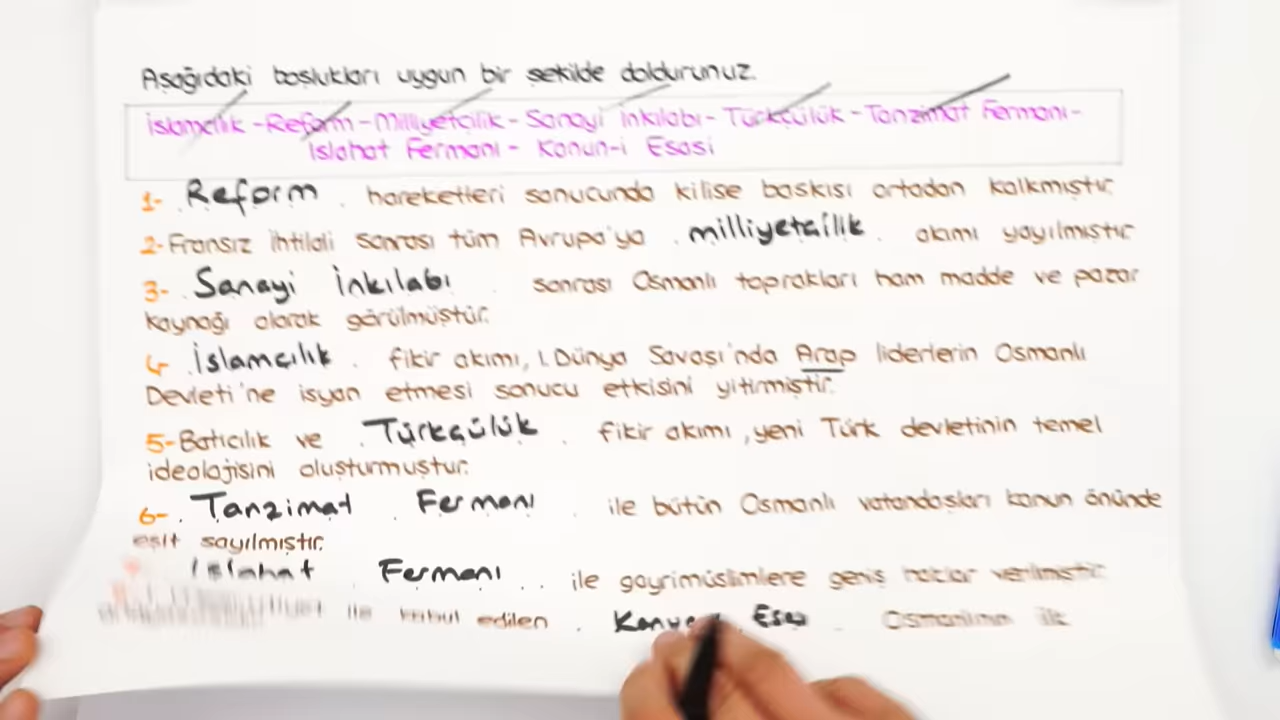 Aşağıdaki boşlukları uygun bir şekilde doldurunuz.
İslamcılık - Reform - Milliyetçilik - Sanayi İnkılabı - Türkçülük - Tanzimat Fermanı -
Islahat Fermanı - Kanun-i Esasi
1- Reform . hareketleri sonucunda kilise baskısı ortadan kalkmıştır.
2- Fransız İhtilali sonrası tüm Avrupa'ya . milliyetçilik . akımı yayılmıştır
3- . Sanayi İnkılabı . sonrası Osmanlı toprakları ham madde ve pazar
kaynağı olarak görülmüştür.
4- İslamcılık . fikir akımı, I. Dünya Savaşı'nda Arap liderlerin Osmanlı
Devleti'ne isyan etmesi sonucu etkisini yitirmiştir.
5- Batıcılık ve . Türkçülük . fikir akımı, yeni Türk devletinin temel
ideolojisini oluşturmuştur.
6- . Tanzimat . Fermanı . ile bütün Osmanlı vatandaşları kanun önünde
eşit sayılmıştır.
Islahat . Fermanı .. ile gayrimüslimlere geniş haklar verilmiştir.
ile kabul edilen . . Osmanlının ilk